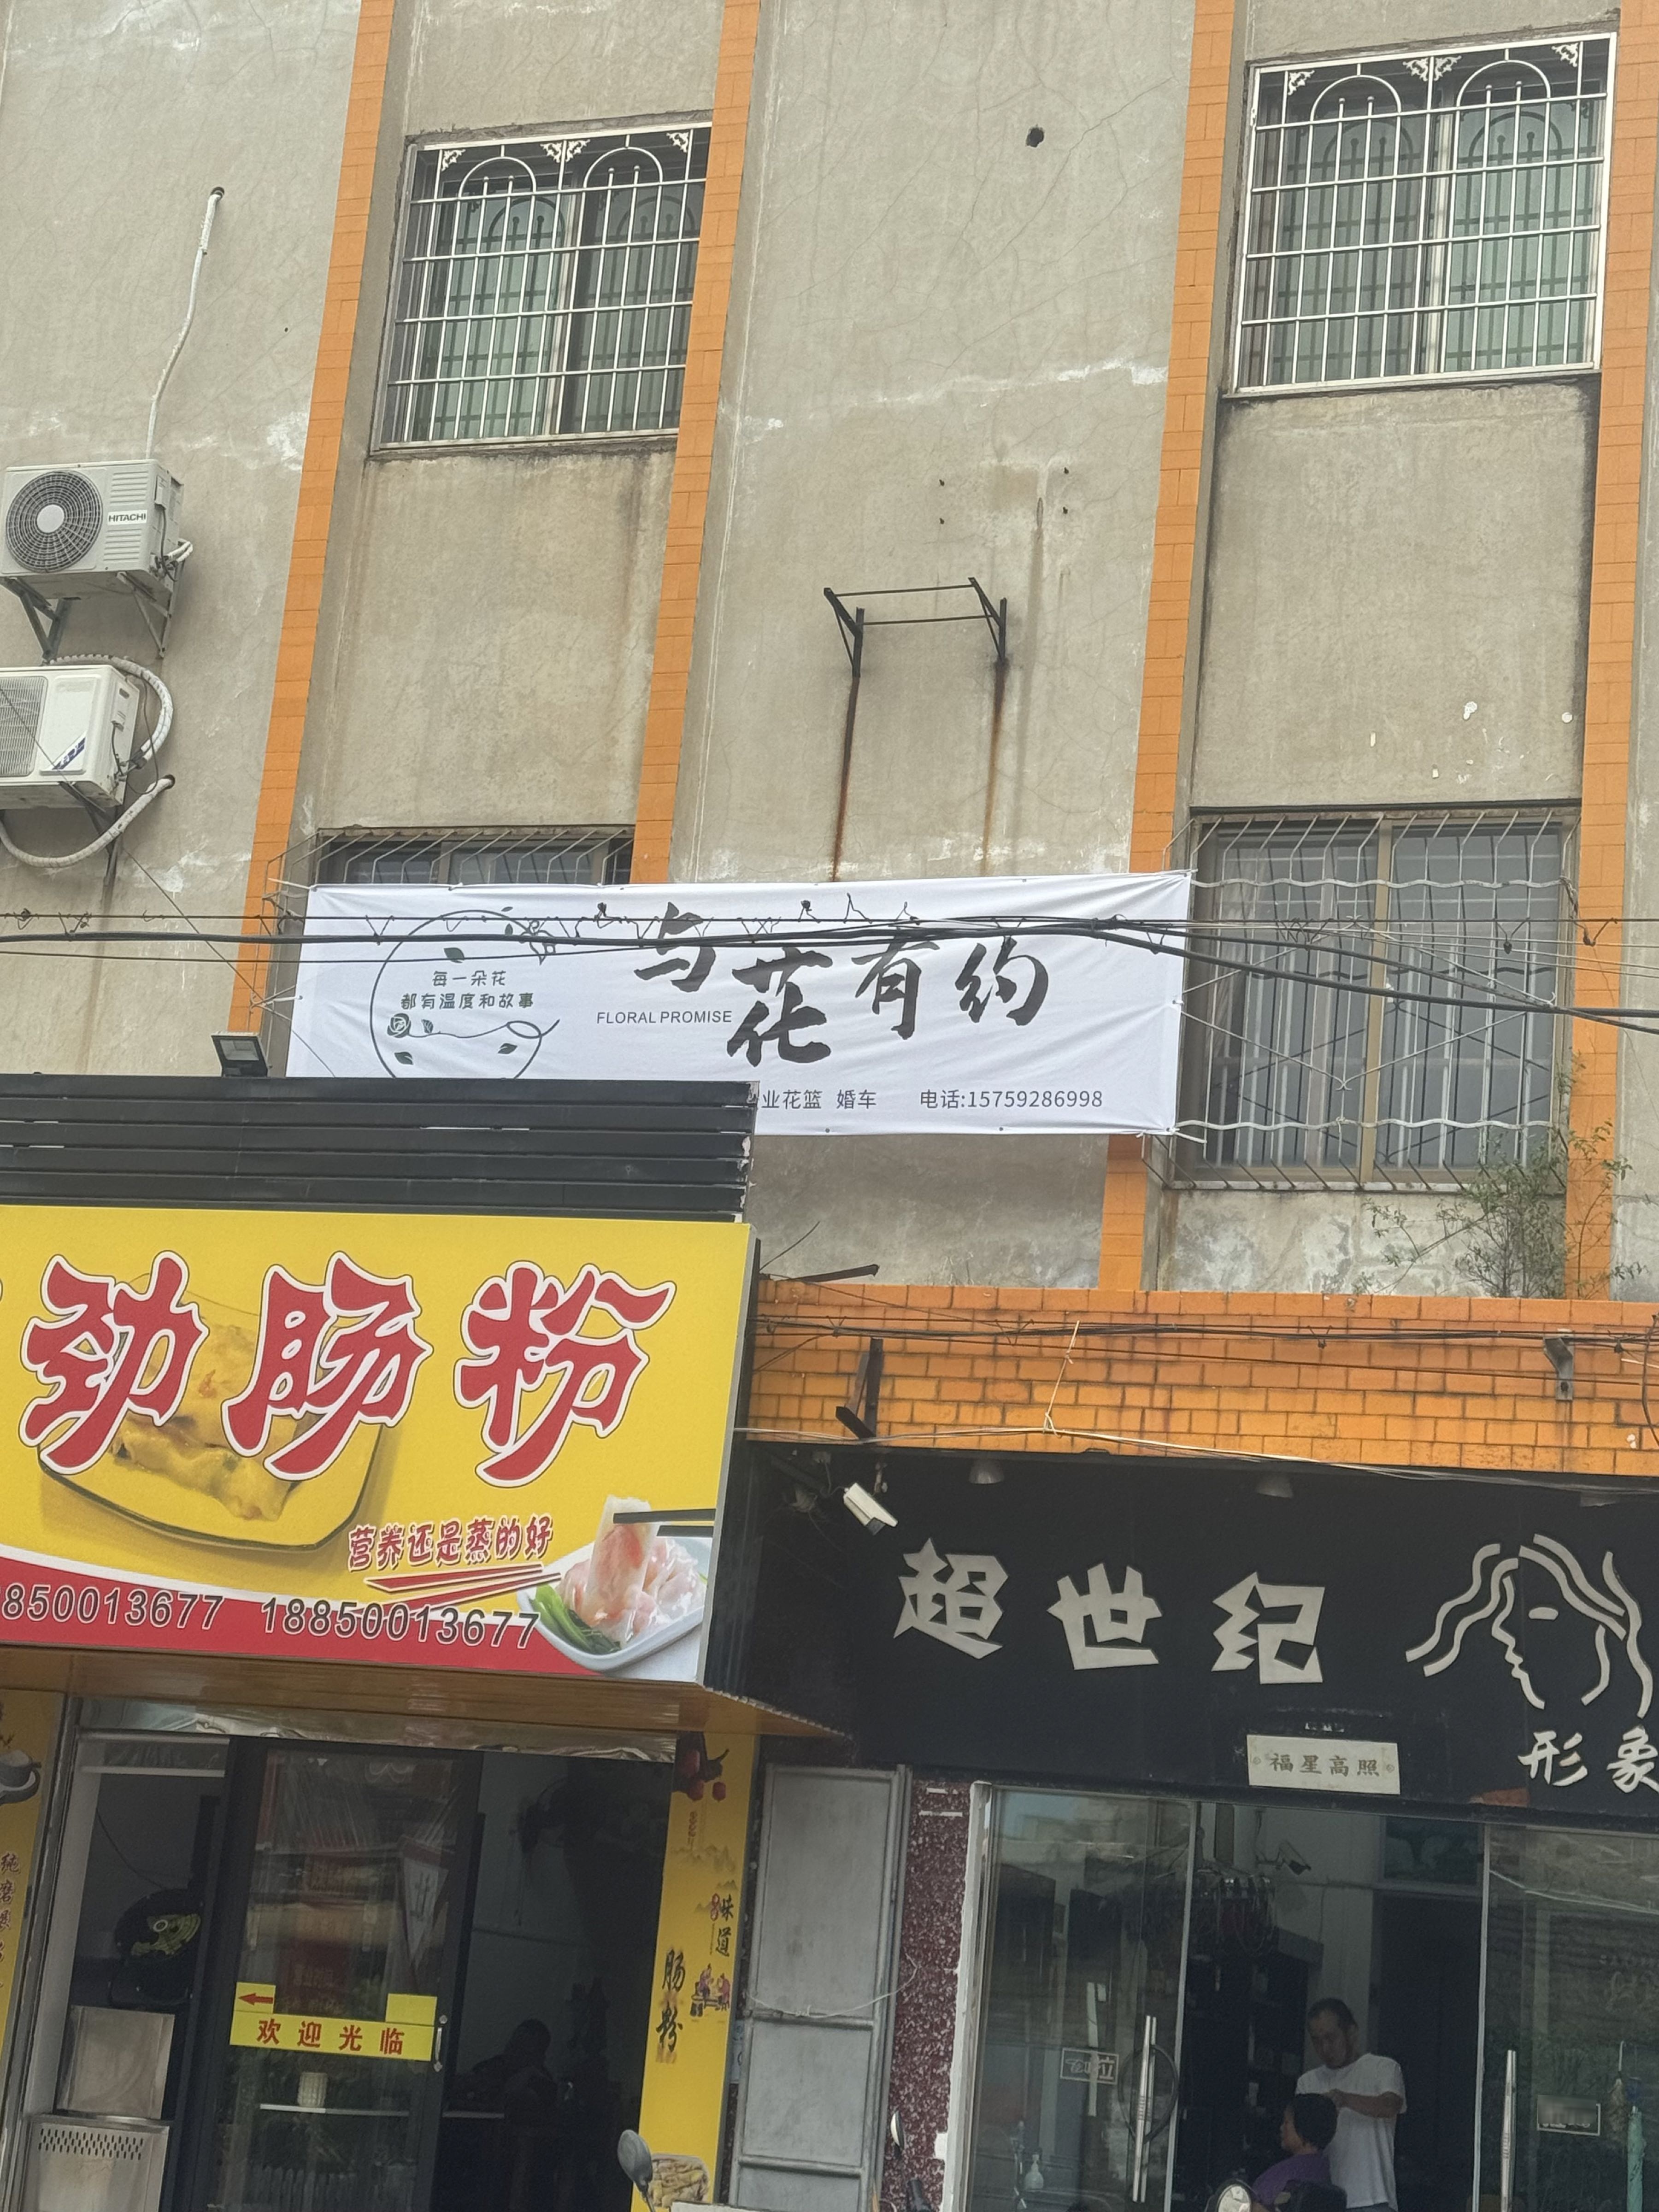 HITACHI
与花有约
每一朵花
都有温度和故事
FLORAL PROMISE
业花篮 婚车 电话:15759286998
劲肠粉
营养还是蒸的好
8850013677 18850013677
超世纪
形象
福星高照
味道
肠粉
欢迎光临